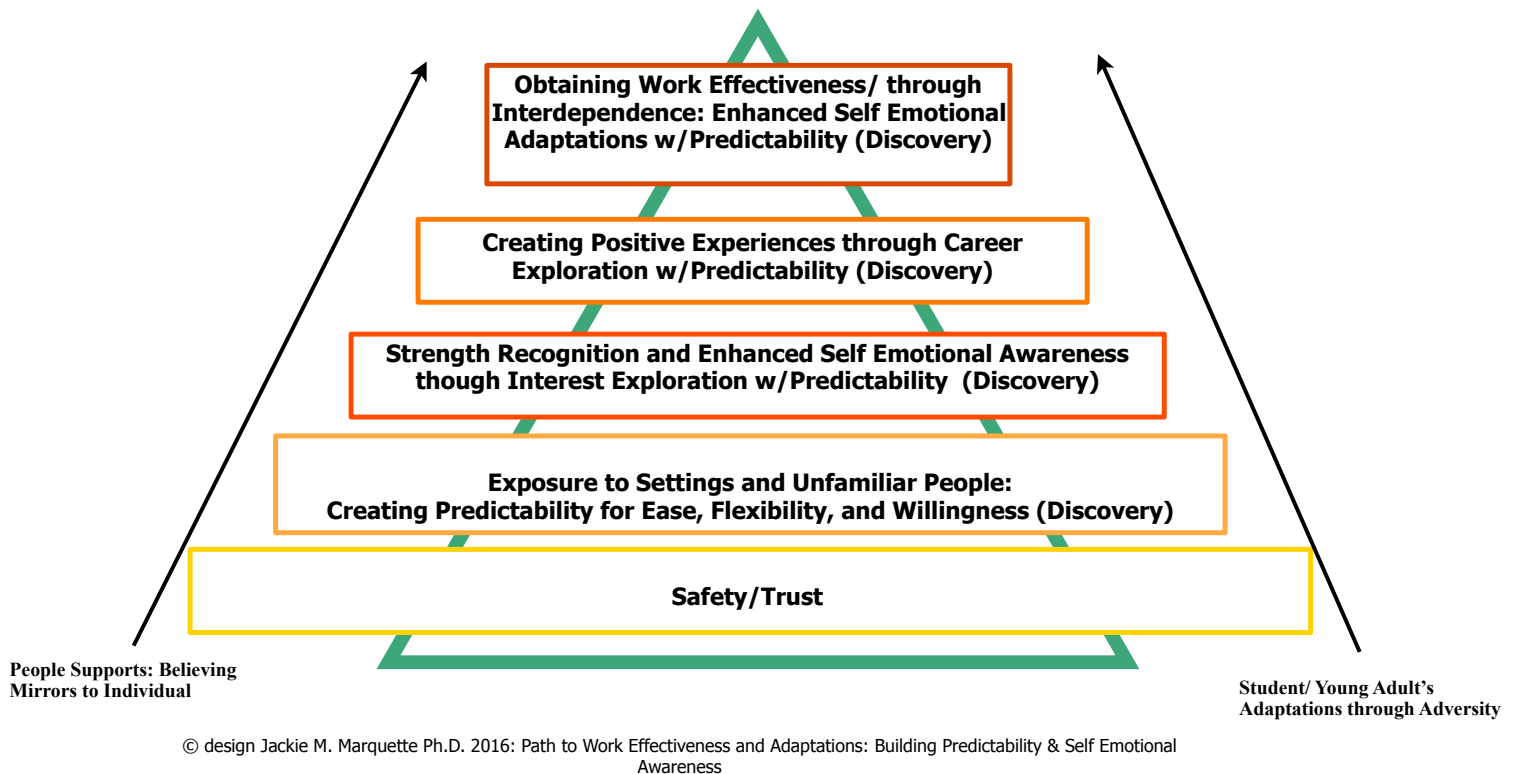 Obtaining Work Effectiveness/ through
Interdependence: Enhanced Self Emotional
Adaptations w/Predictability (Discovery)
Creating Positive Experiences through Career
Exploration w/Predictability (Discovery)
Strength Recognition and Enhanced Self Emotional Awareness
though Interest Exploration w/Predictability  (Discovery)
Exposure to Settings and Unfamiliar People:
Creating Predictability for Ease, Flexibility, and Willingness (Discovery)
Safety/Trust
People Supports: Believing
Mirrors to Individual
Student/ Young Adult's
Adaptations through Adversity
© design Jackie M. Marquette Ph.D. 2016: Path to Work Effectiveness and Adaptations: Building Predictability & Self Emotional
Awareness